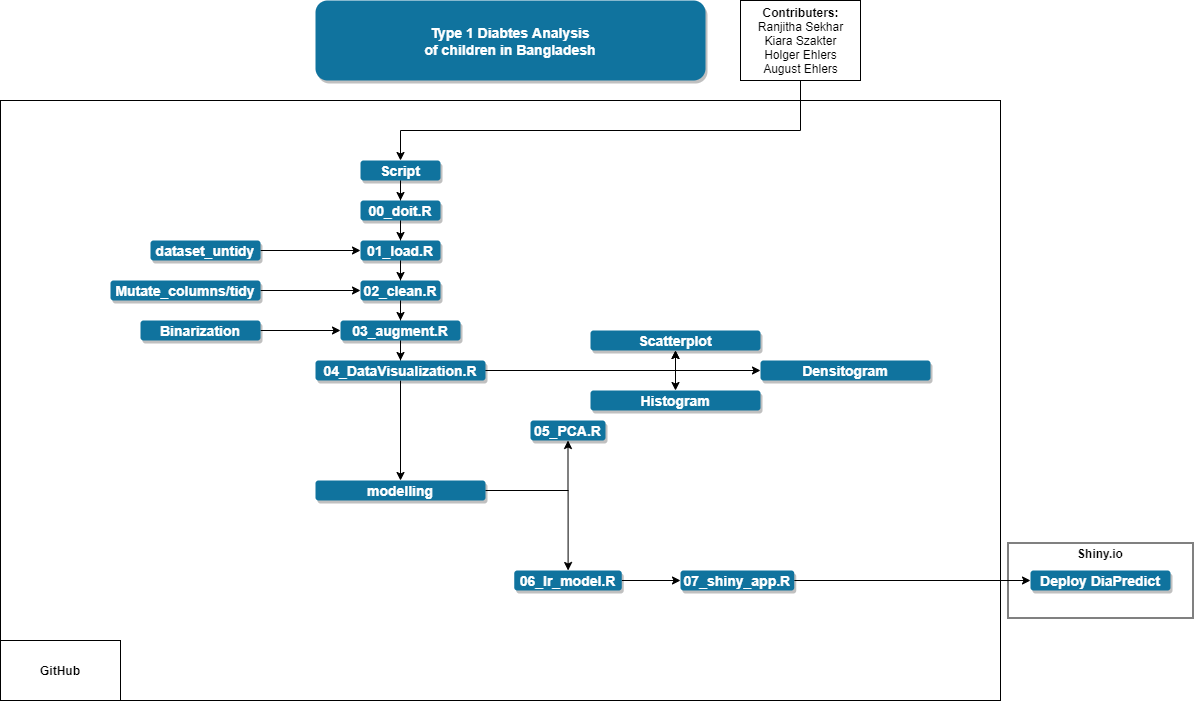 Type 1 Diabtes Analysis
of children in Bangladesh
Contributers:
Ranjitha Sekhar
Kiara Szakter
Holger Ehlers
August Ehlers
Script
00_doit.R
dataset_untidy
01_load.R
Mutate_columns/tidy
02_clean.R
Binarization
03_augment.R
Scatterplot
04_DataVisualization.R
Densitogram
Histogram
05_PCA.R
modelling
Shiny.io
06_lr_model.R
07_shiny_app.R
Deploy DiaPredict
GitHub